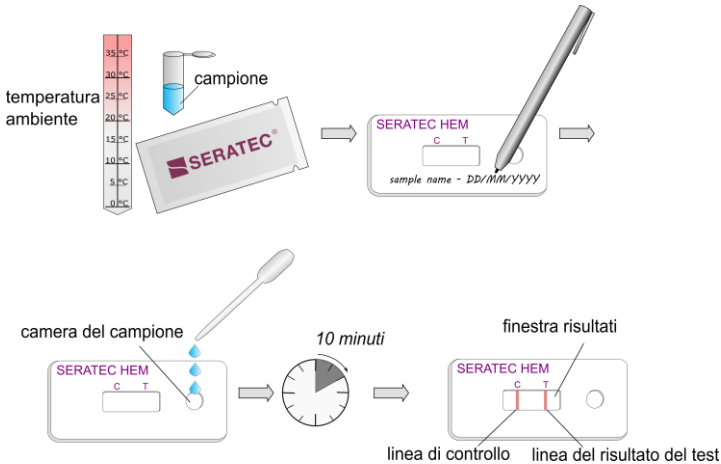 35 °C
30 °C
25 °C
20 °C
15 °C
10 °C
5 °C
0 °C
temperatura
ambiente
campione
SERATEC®
SERATEC HEM
C T
sample name - DD/MM/YYYY
camera del campione
SERATEC HEM
C T
10 minuti
finestra risultati
SERATEC HEM
C T
linea di controllo
linea del risultato del test